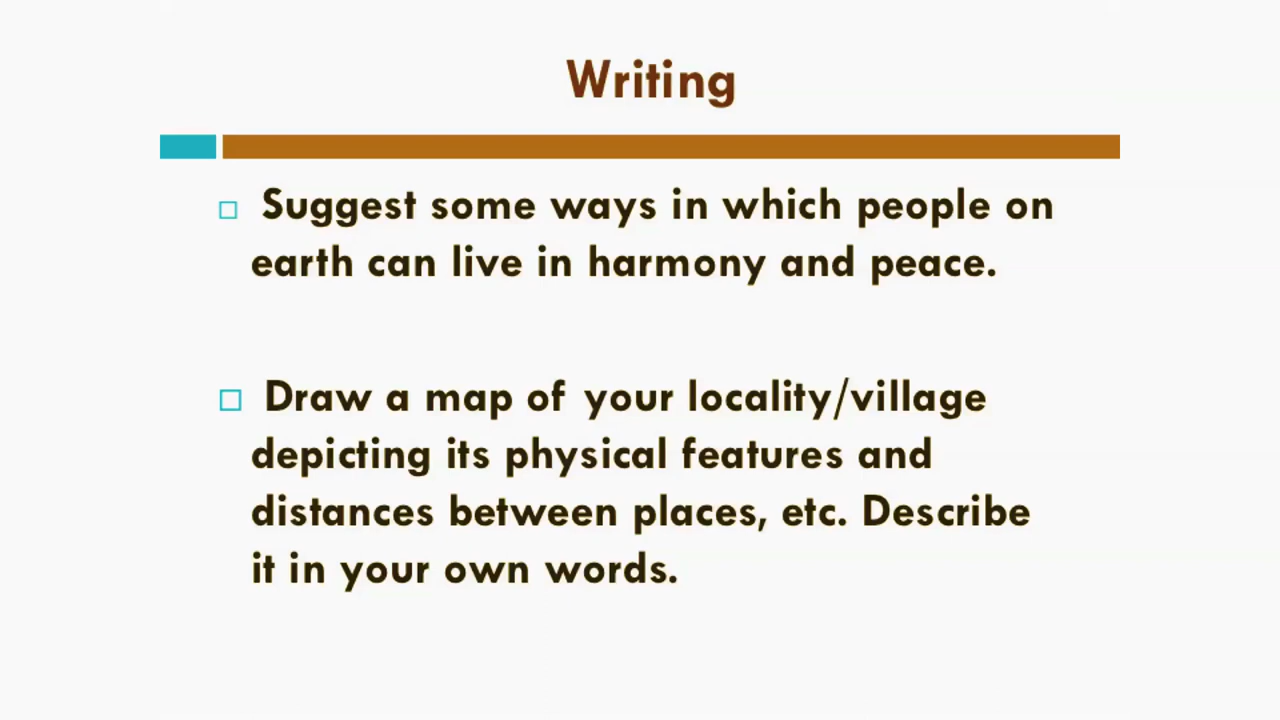 Writing
Suggest some ways in which people on
earth can live in harmony and peace.
Draw a map of your locality/village
depicting its physical features and
distances between places, etc. Describe
it in your own words.